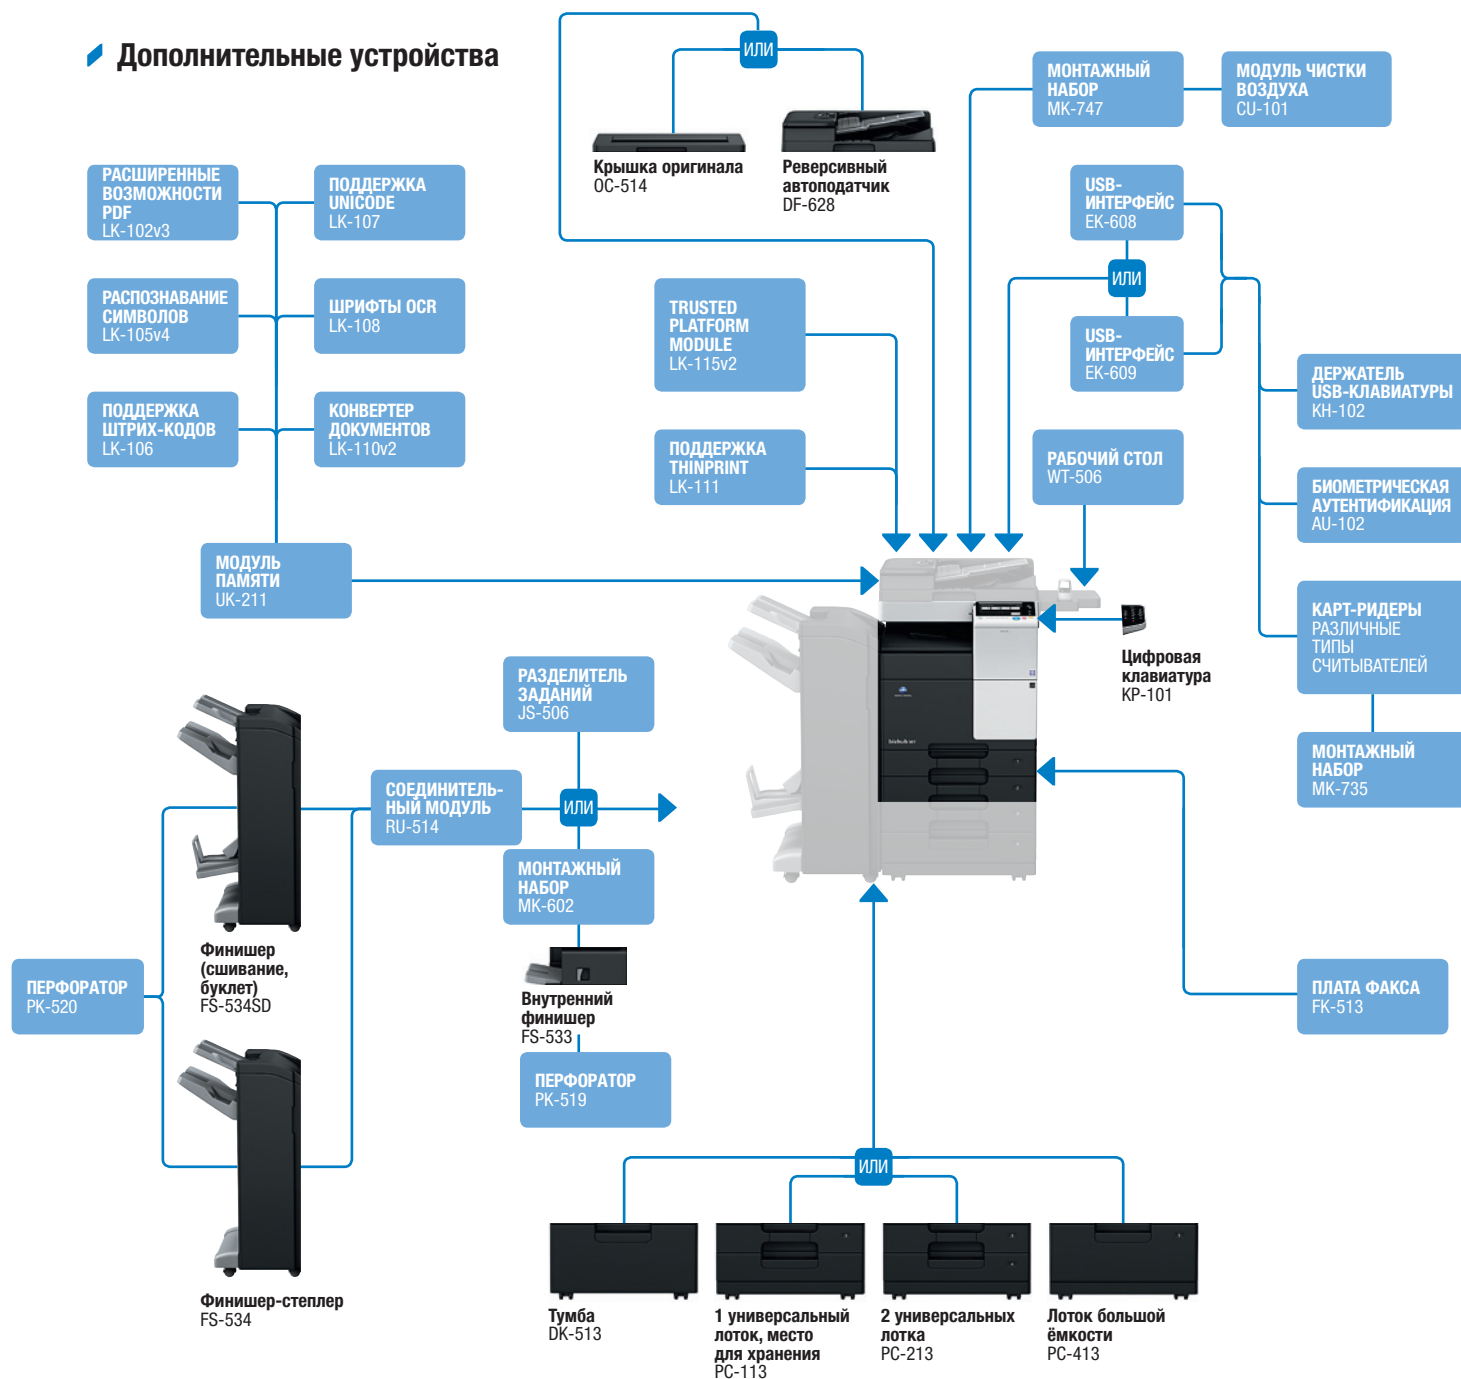 Дополнительные устройства
ИЛИ
Крышка оригинала
OC-514
Реверсивный
автоподатчик
DF-628
МОНТАЖНЫЙ
НАБОР
MK-747
МОДУЛЬ ЧИСТКИ
ВОЗДУХА
CU-101
РАСШИРЕННЫЕ
ВОЗМОЖНОСТИ
PDF
LK-102v3
ПОДДЕРЖКА
UNICODE
LK-107
РАСПОЗНАВАНИЕ
СИМВОЛОВ
LK-105v4
ШРИФТЫ OCR
LK-108
ПОДДЕРЖКА
ШТРИХ-КОДОВ
LK-106
КОНВЕРТЕР
ДОКУМЕНТОВ
LK-110v2
МОДУЛЬ
ПАМЯТИ
UK-211
TRUSTED
PLATFORM
MODULE
LK-115v2
ПОДДЕРЖКА
THINPRINT
LK-111
USB-
ИНТЕРФЕЙС
EK-608
ИЛИ
USB-
ИНТЕРФЕЙС
EK-609
ДЕРЖАТЕЛЬ
USB-КЛАВИАТУРЫ
KH-102
РАБОЧИЙ СТОЛ
WT-506
БИОМЕТРИЧЕСКАЯ
АУТЕНТИФИКАЦИЯ
AU-102
КАРТ-РИДЕРЫ
РАЗЛИЧНЫЕ
ТИПЫ
СЧИТЫВАТЕЛЕЙ
МОНТАЖНЫЙ
НАБОР
MK-735
Цифровая
клавиатура
KP-101
РАЗДЕЛИТЕЛЬ
ЗАДАНИЙ
JS-506
СОЕДИНИТЕЛЬ-
НЫЙ МОДУЛЬ
RU-514
ИЛИ
МОНТАЖНЫЙ
НАБОР
MK-602
Внутренний
финишер
FS-533
ПЕРФОРАТОР
PK-519
Финишер
(сшивание,
буклет)
FS-534SD
ПЕРФОРАТОР
PK-520
Финишер-степлер
FS-534
ПЛАТА ФАКСА
FK-513
ИЛИ
Тумба
DK-513
1 универсальный
лоток, место
для хранения
PC-113
2 универсальных
лотка
PC-213
Лоток большой
ёмкости
PC-413